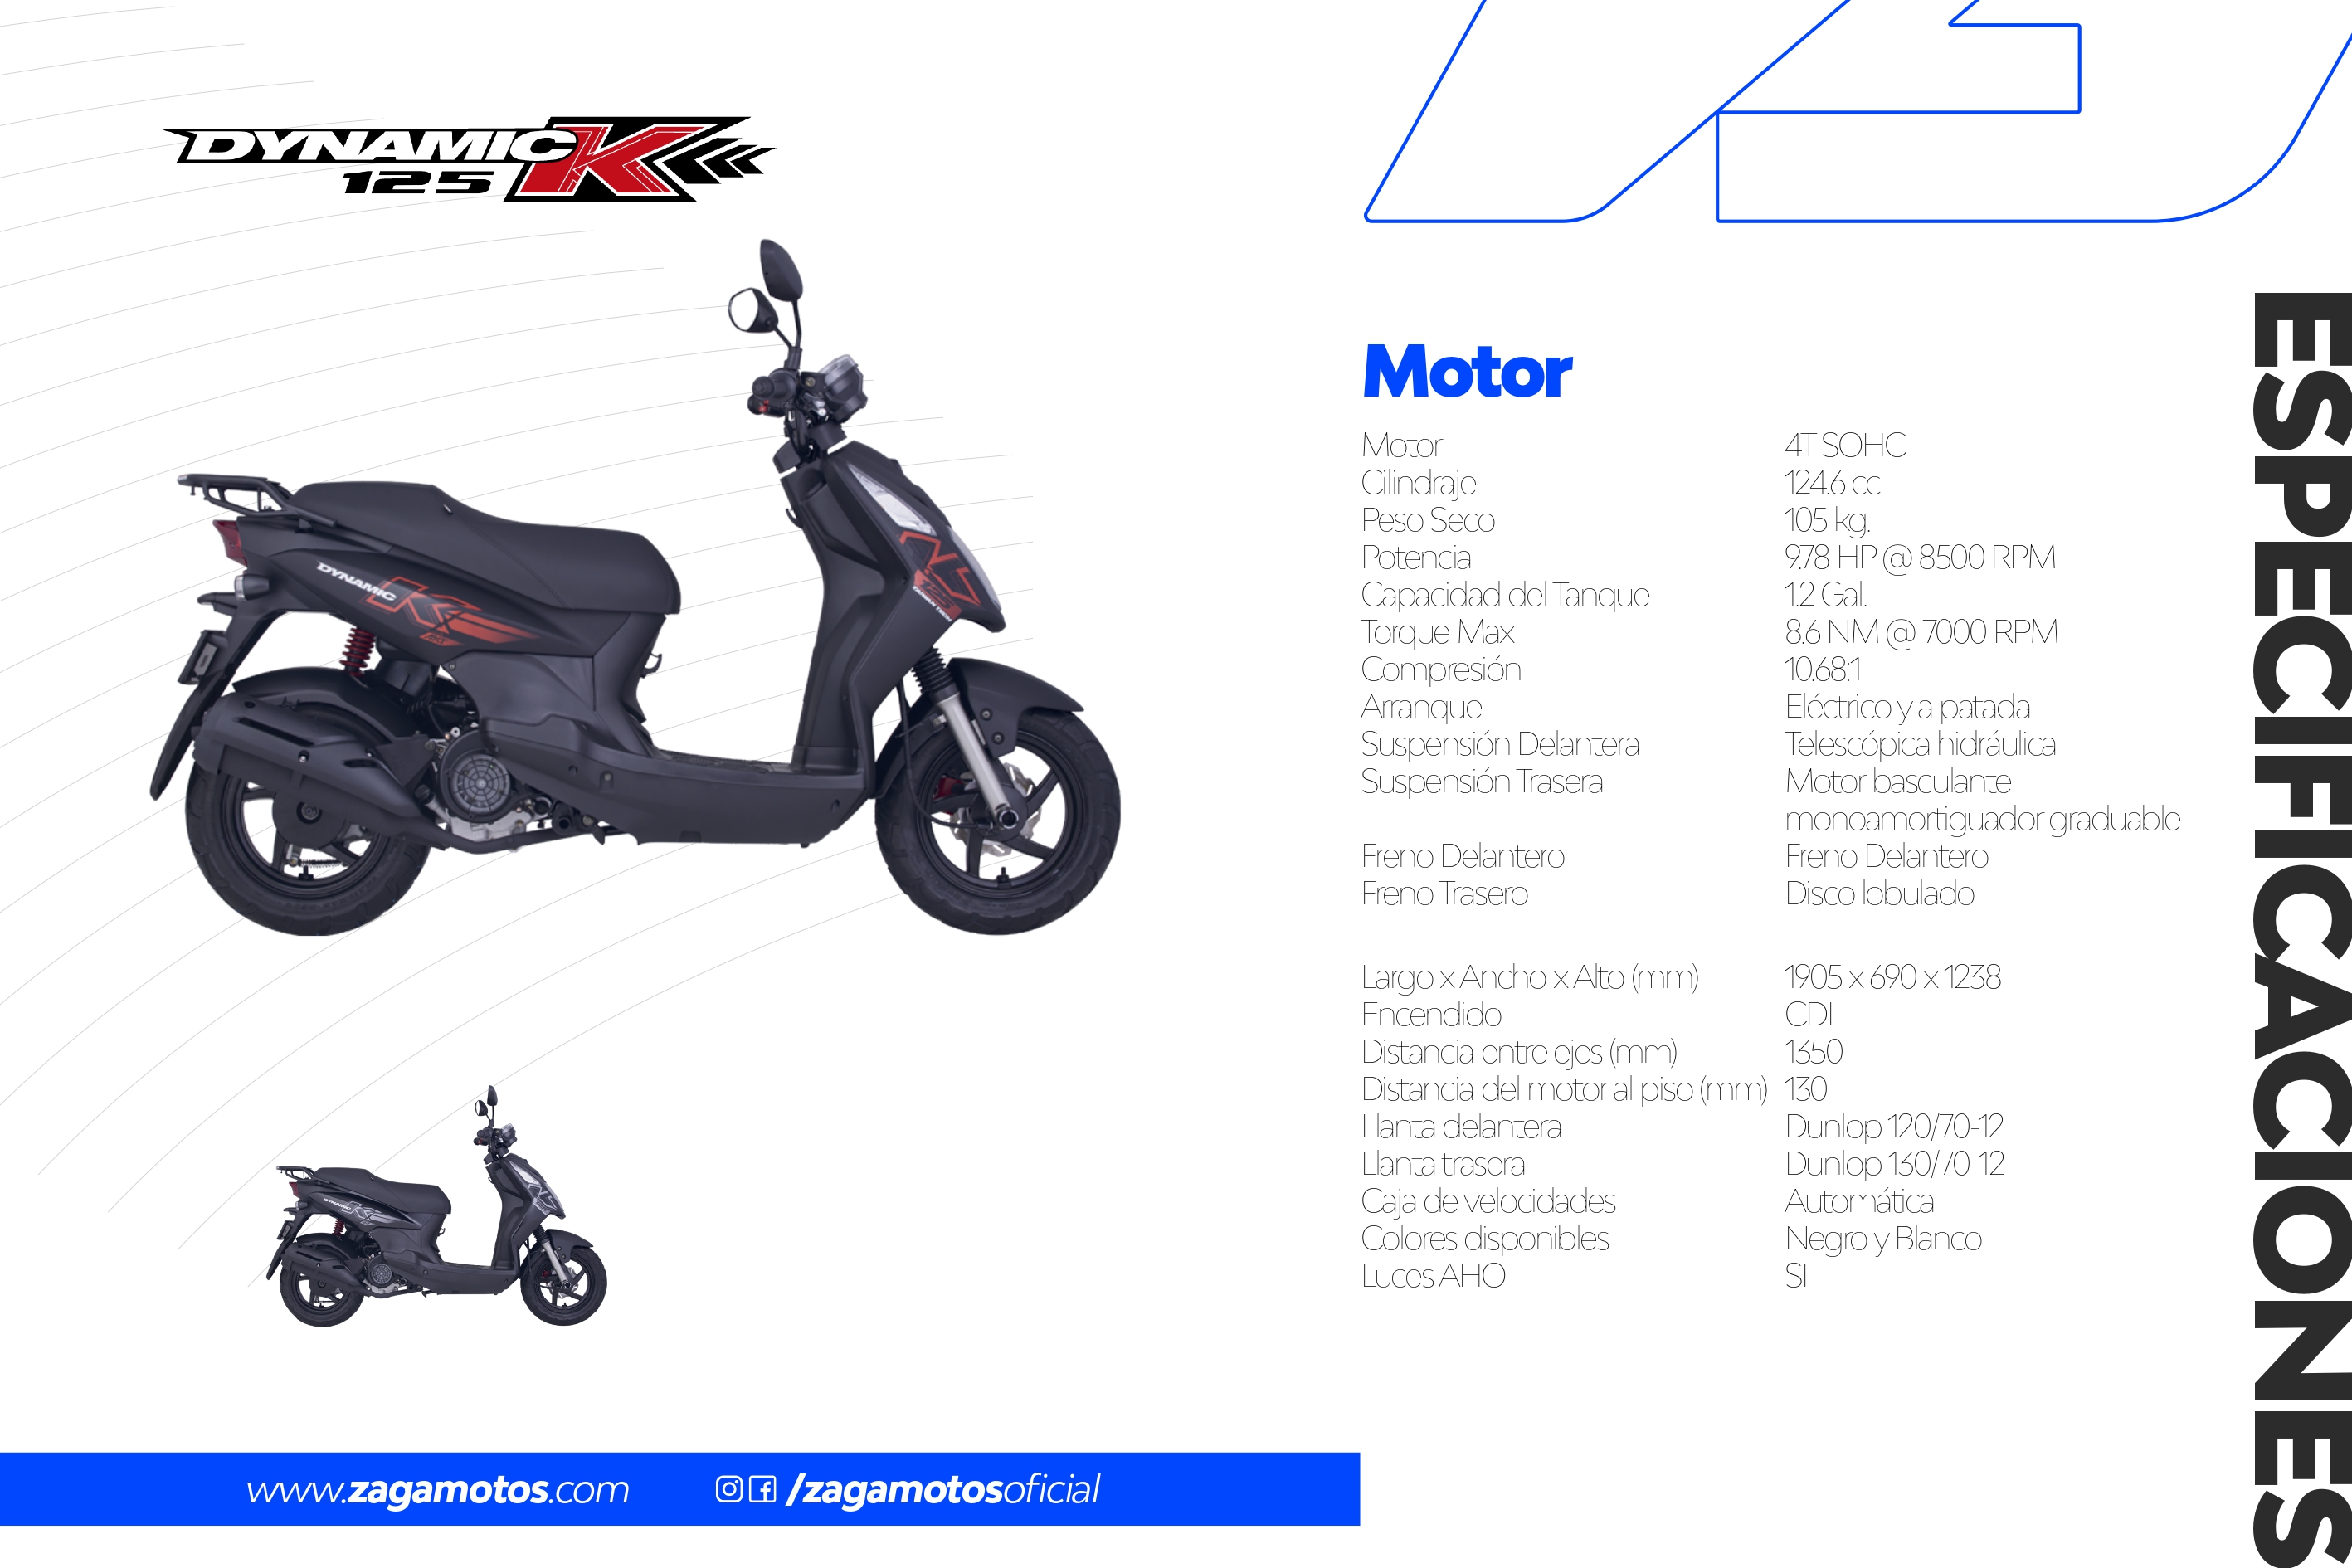 DYNAMIC K
125
DYNAMIC K
125
TAIWAN TECH
Motor
Motor 4T SOHC
Cilindraje 124.6 cc
Peso Seco 105 kg.
Potencia 9.78 HP @ 8500 RPM
Capacidad del Tanque 1.2 Gal.
Torque Max 8.6 NM @ 7000 RPM
Compresión 10.68:1
Arranque Eléctrico y a patada
Suspensión Delantera Telescópica hidráulica
Suspensión Trasera Motor basculante
monoamortiguador graduable
Freno Delantero Freno Delantero
Freno Trasero Disco lobulado
Largo x Ancho x Alto (mm) 1905 x 690 x 1238
Encendido CDI
Distancia entre ejes (mm) 1350
Distancia del motor al piso (mm) 130
Llanta delantera Dunlop 120/70-12
Llanta trasera Dunlop 130/70-12
Caja de velocidades Automática
Colores disponibles Negro y Blanco
Luces AHO SI
ESPECIFICACIONES
DYNAMIC
www.zagamotos.com
/zagamotosoficial